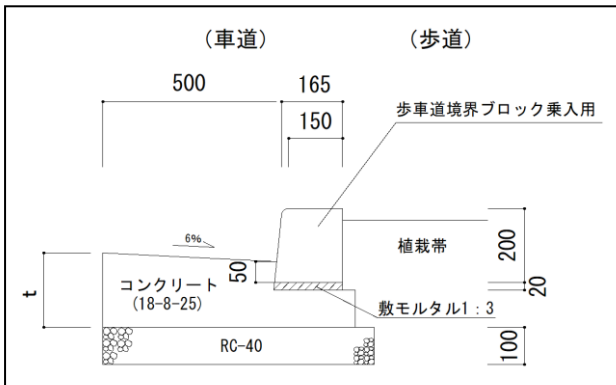 (車道)
(歩道)
500
165
150
歩車道境界ブロック乗入用
6%
50
植栽帯
200
20
t
コンクリート
(18-8-25)
敷モルタル1:3
RC-40
100